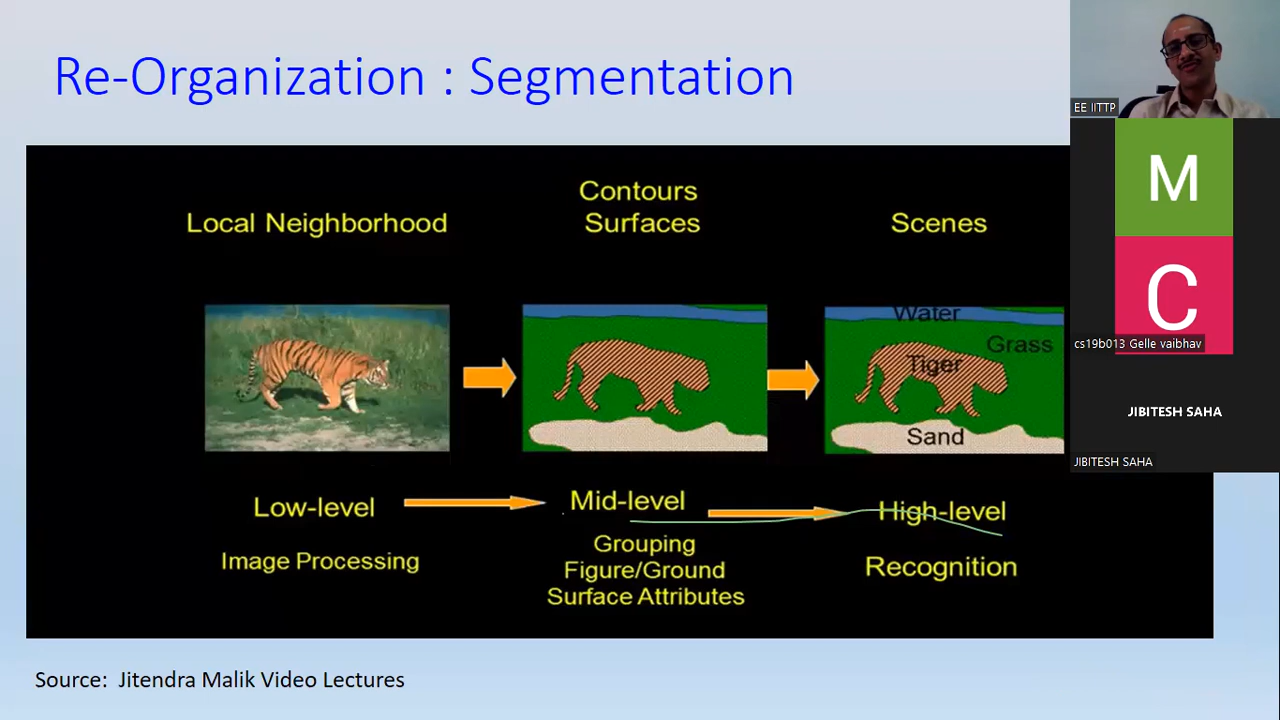 Re-Organization : Segmentation
EE IITTP
M
C
cs19b013 Gelle vaibhav
JIBITESH SAHA
JIBITESH SAHA
Local Neighborhood
Contours
Surfaces
Scenes
Water
Grass
Tiger
Sand
Low-level
Mid-level
High-level
Image Processing
Grouping
Figure/Ground
Surface Attributes
Recognition
Source: Jitendra Malik Video Lectures